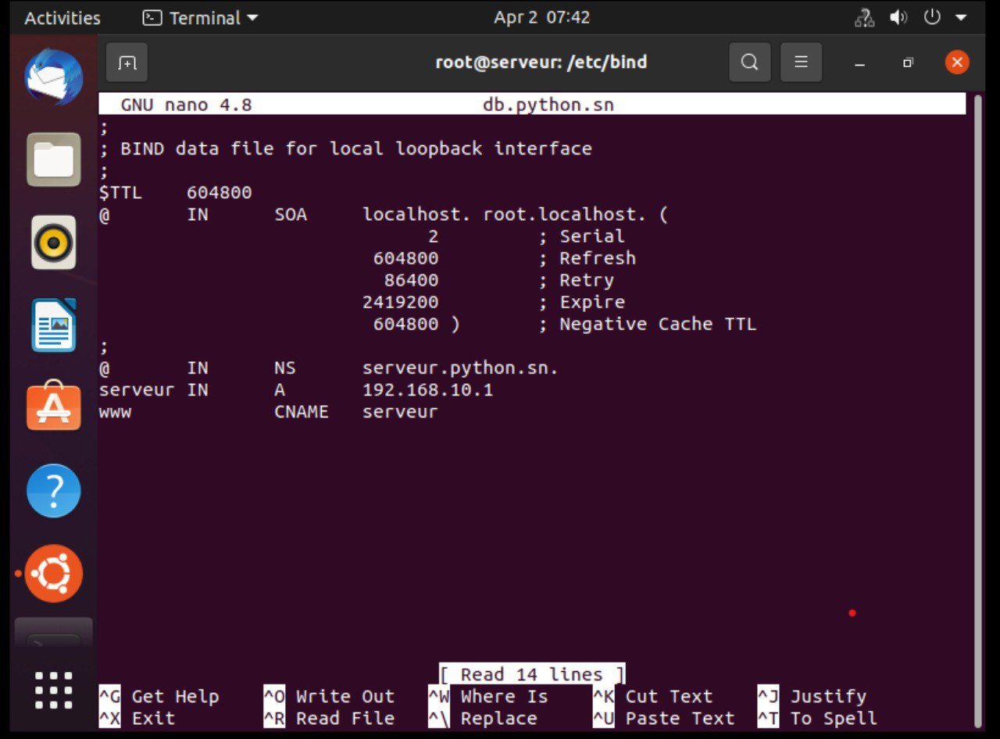 Activities Terminal Apr 2 07:42
root@serveur: /etc/bind
GNU nano 4.8 db.python.sn
;
; BIND data file for local loopback interface
;
$TTL 604800
@ IN SOA localhost. root.localhost. (
2 ; Serial
604800 ; Refresh
86400 ; Retry
2419200 ; Expire
604800 ) ; Negative Cache TTL
;
@ IN NS serveur.python.sn.
serveur IN A 192.168.10.1
www CNAME serveur
[ Read 14 lines ]
^G Get Help ^O Write Out ^W Where Is ^K Cut Text ^J Justify
^X Exit ^R Read File ^\ Replace ^U Paste Text ^T To Spell